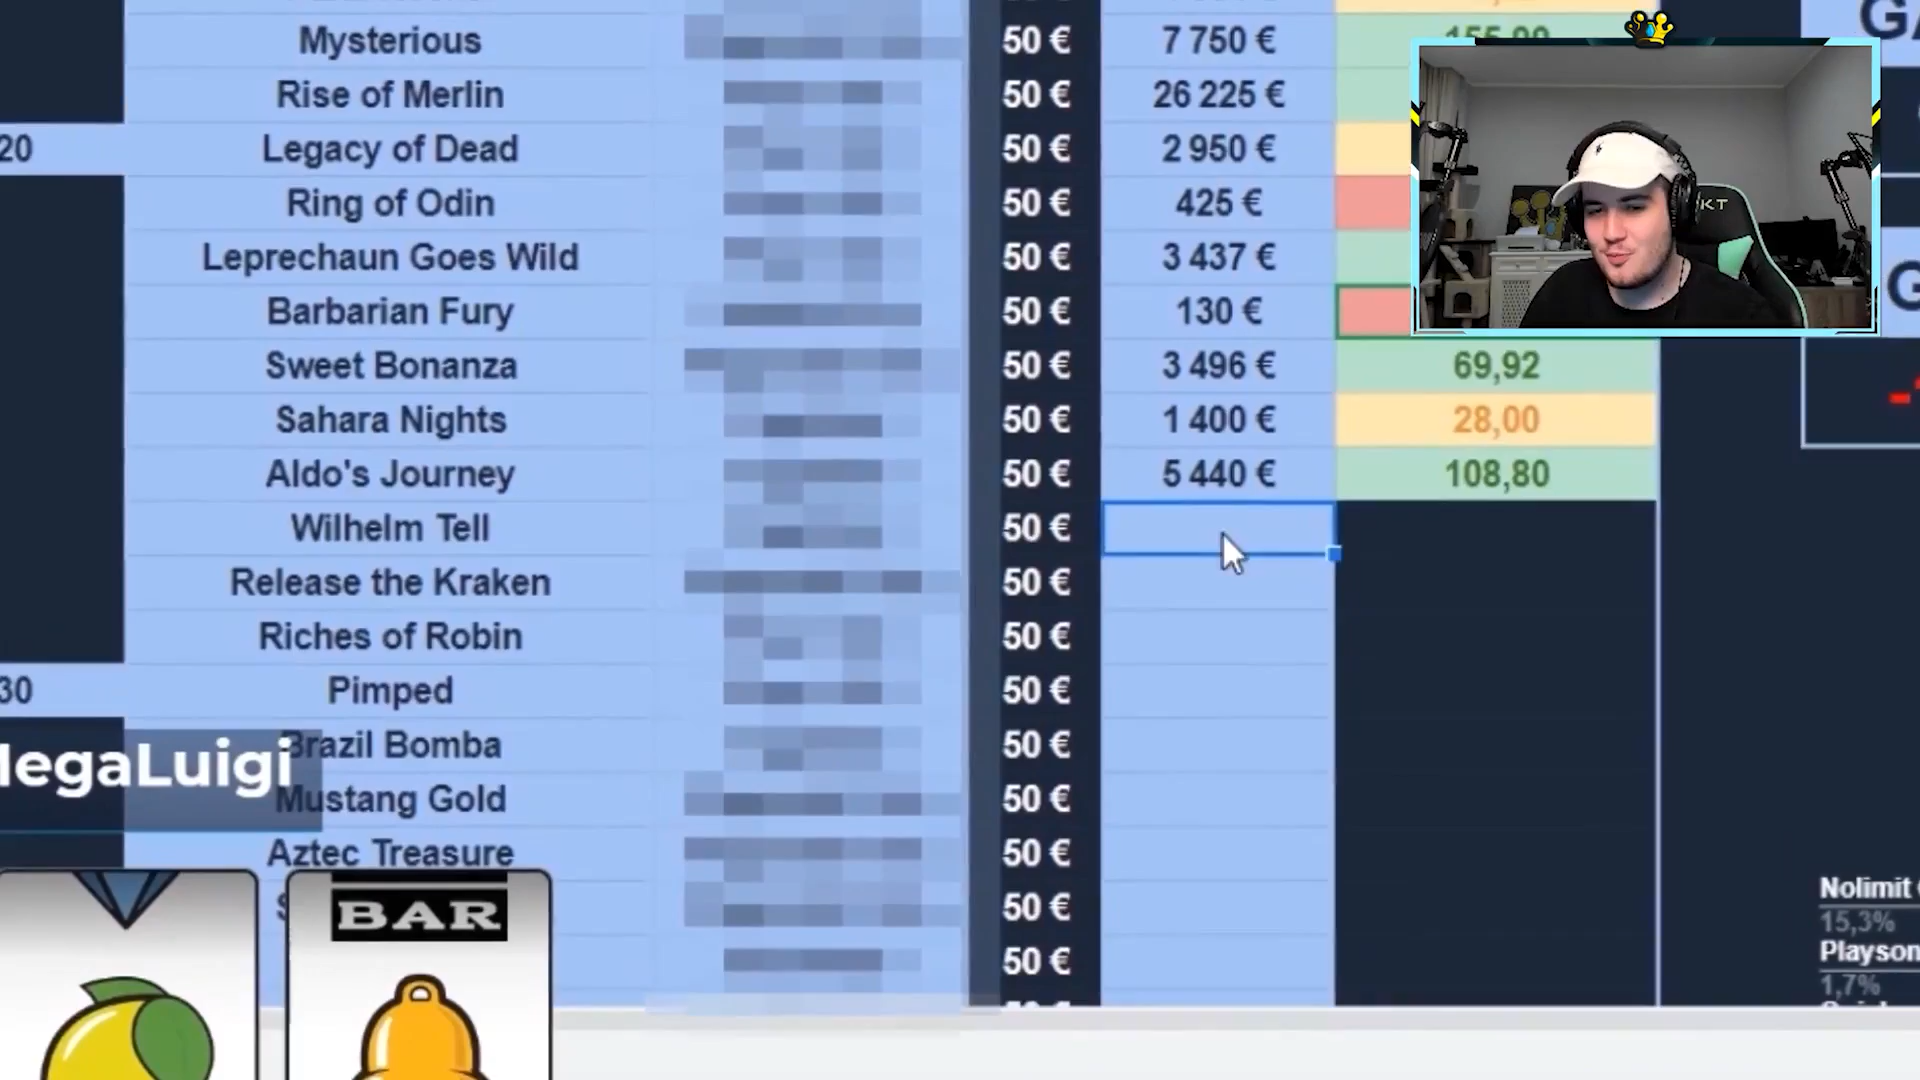 Mysterious 50 € 7 750 € 155,00
Rise of Merlin 50 € 26 225 €
20 Legacy of Dead 50 € 2 950 €
Ring of Odin 50 € 425 €
Leprechaun Goes Wild 50 € 3 437 €
Barbarian Fury 50 € 130 €
Sweet Bonanza 50 € 3 496 € 69,92
Sahara Nights 50 € 1 400 € 28,00
Aldo's Journey 50 € 5 440 € 108,80
Wilhelm Tell 50 €
Release the Kraken 50 €
Riches of Robin 50 €
30 Pimped 50 €
Brazil Bomba 50 €
Mustang Gold 50 €
Aztec Treasure 50 €
50 €
50 €
MegaLuigi
BAR
KT
Nolimit
15,3%
Playson
1,7%